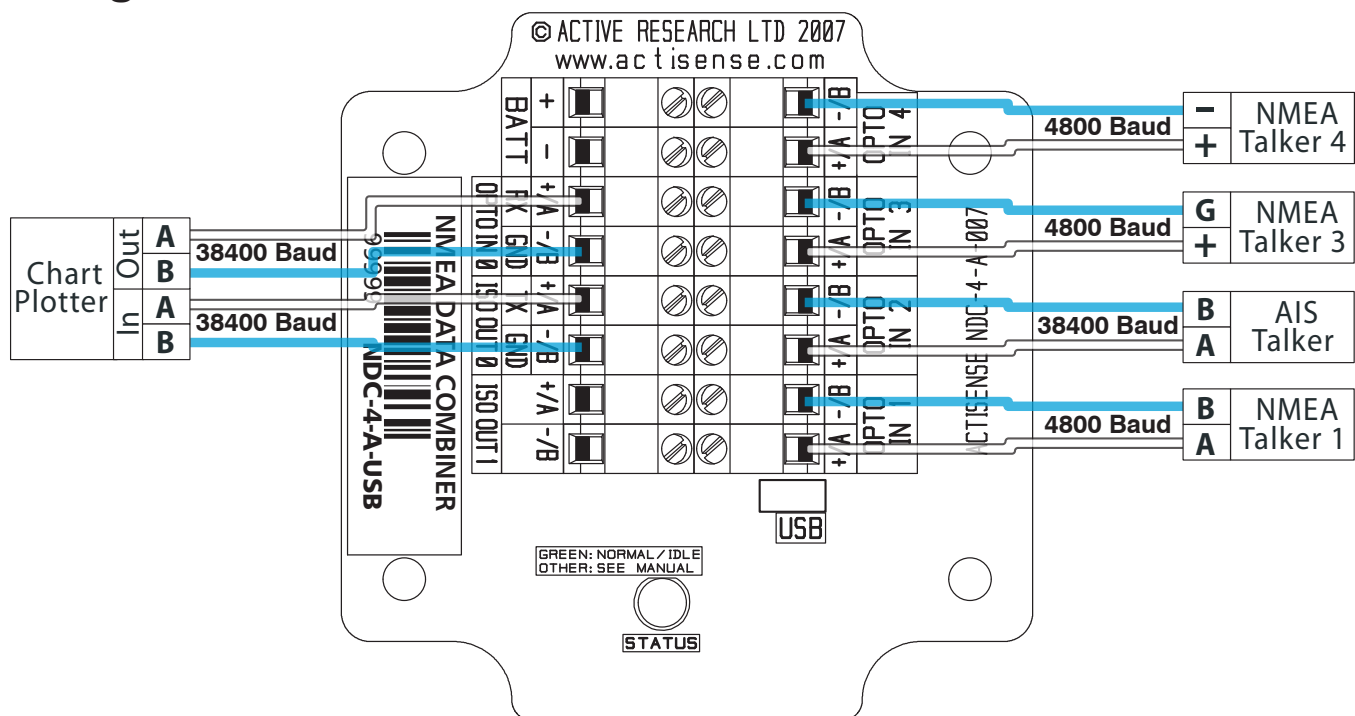 © ACTIVE RESEARCH LTD 2007
www.actisense.com
BATT
+
-
OPTO IN 0
RX GND
+/A
-/B
ISO OUT 0
TX GND
+/A
-/B
ISO OUT 1
+/A
-/B
-/B
+/A
OPTO
IN 4
-/B
+/A
OPTO
IN 3
-/B
+/A
OPTO
IN 2
-/B
+/A
OPTO
IN 1
NMEA DATA COMBINER
99999
NDC-4-A-USB
ACTISENSE NDC-4-A-007
Chart
Plotter
Out
A
B
In
A
B
38400 Baud
38400 Baud
4800 Baud
-
+
NMEA
Talker 4
4800 Baud
G
+
NMEA
Talker 3
38400 Baud
B
A
AIS
Talker
4800 Baud
B
A
NMEA
Talker 1
USB
GREEN: NORMAL/IDLE
OTHER: SEE MANUAL
STATUS